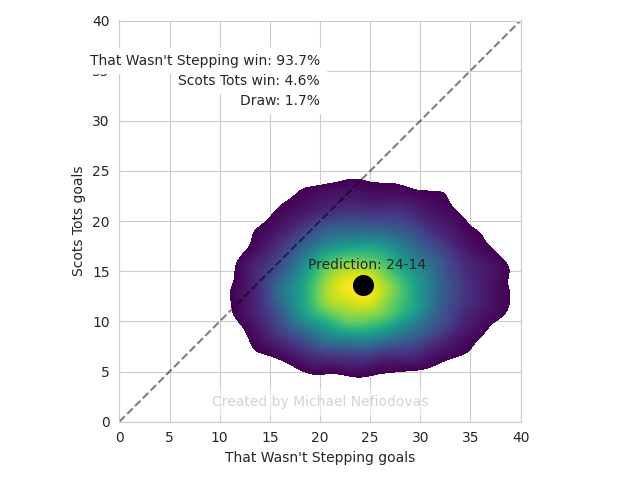 40
That Wasn't Stepping win: 93.7%
Scots Tots win: 4.6%
Draw: 1.7%
30
25
20
15
10
5
0
Scots Tots goals
Prediction: 24-14
Created by Michael Nefiodovas
0 5 10 15 20 25 30 35 40
That Wasn't Stepping goals